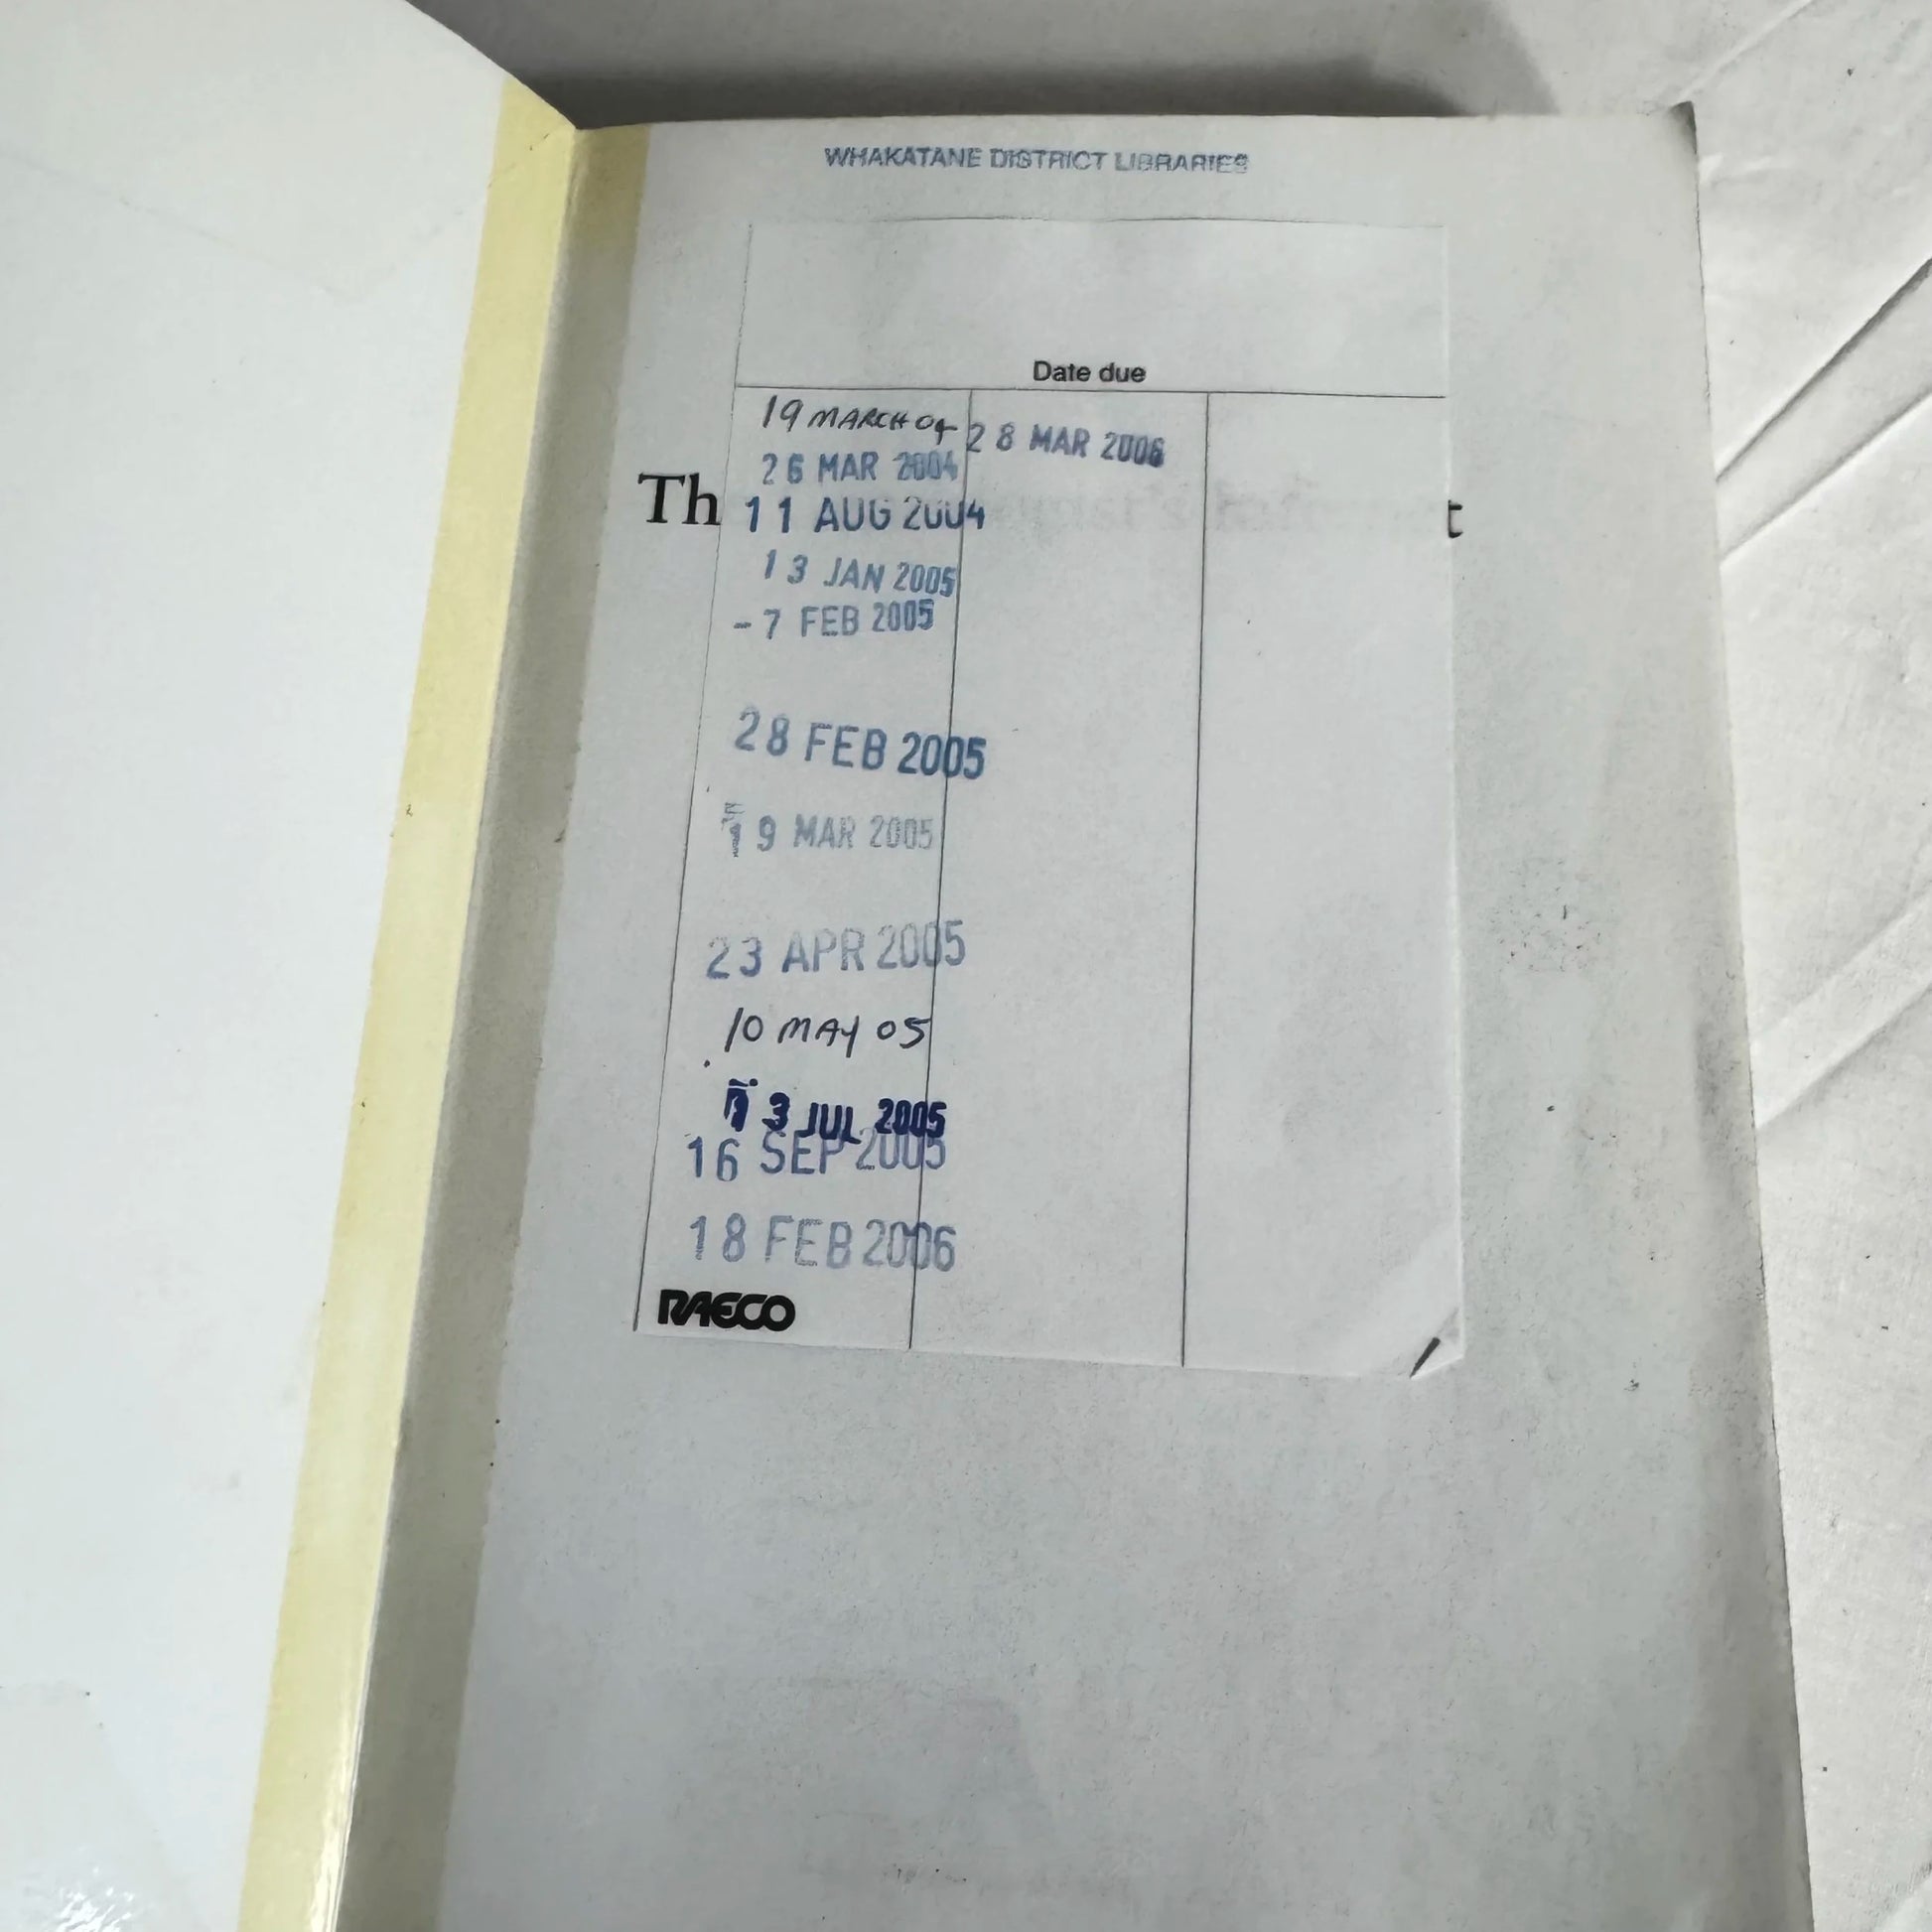 WHAKATANE DISTRICT LIBRARIES
Date due
19 MARCH 04
26 MAR 2004
11 AUG 2004
13 JAN 2005
-7 FEB 2005
28 FEB 2005
19 MAR 2005
23 APR 2005
10 MAY 05
3 JUL 2005
16 SEP 2005
18 FEB 2006
RAECO
28 MAR 2006
Th
t